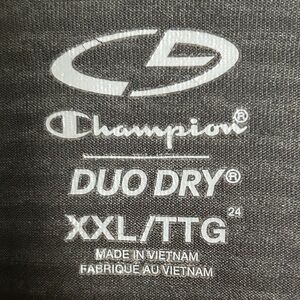 Champion®
DUO DRY®
XXL/TTG 24
MADE IN VIETNAM
FABRIQUÉ AU VIETNAM